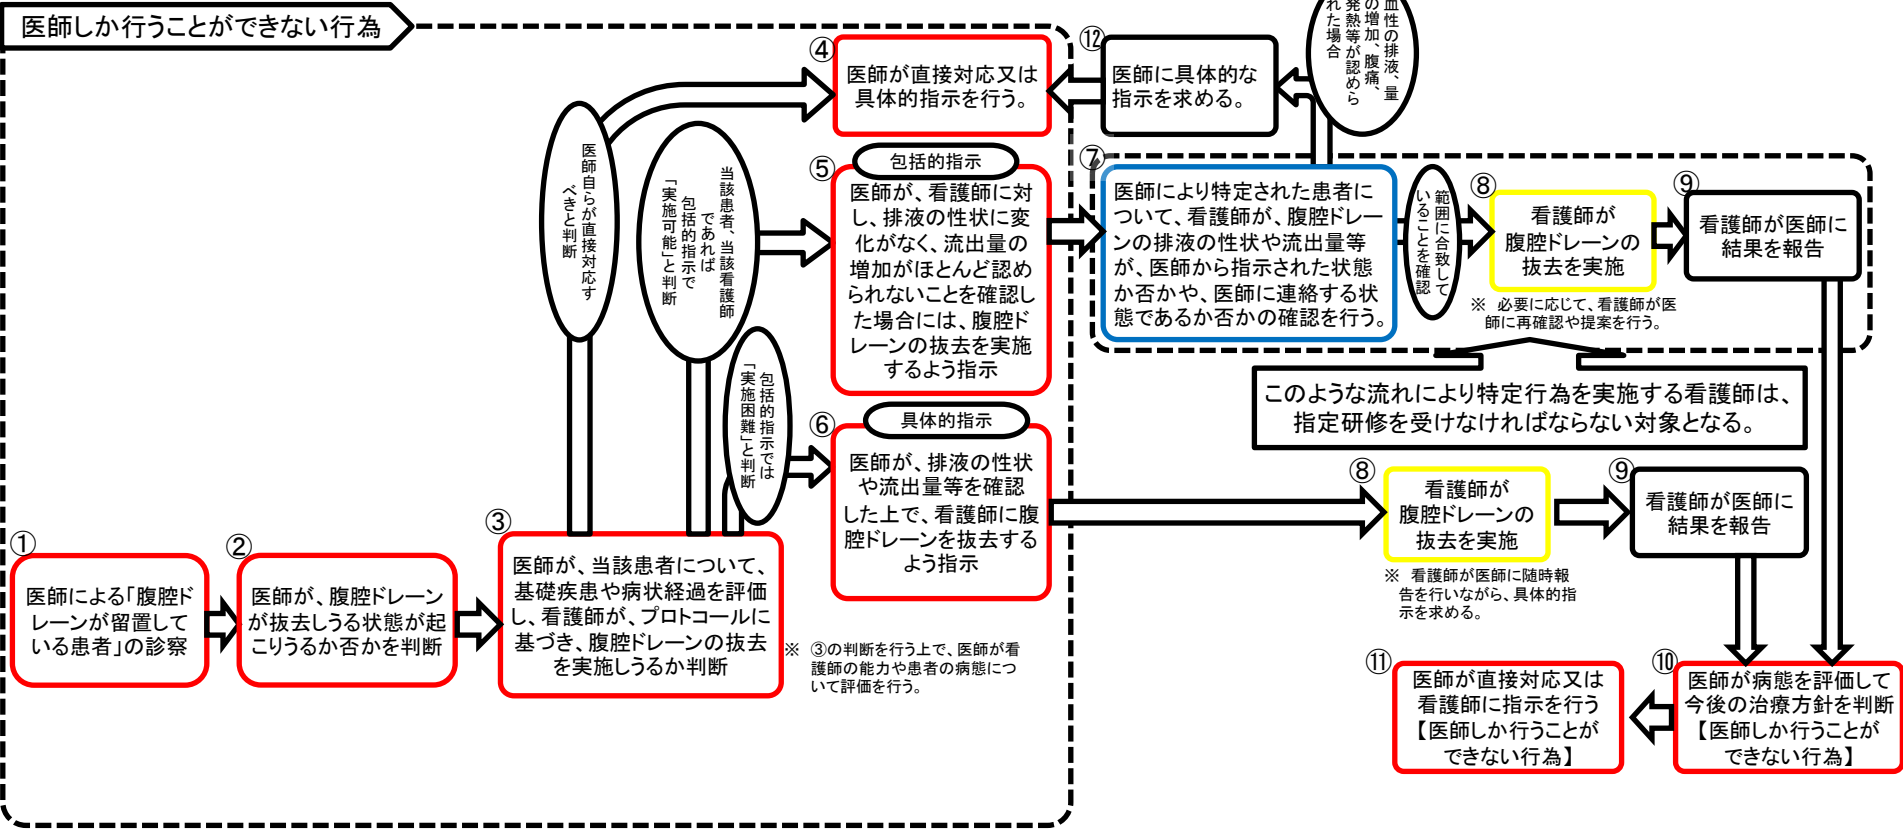 医師しか行うことができない行為
④
医師が直接対応又は
具体的指示を行う。
⑫
医師に具体的な
指示を求める。
血性の排液、量
の増加、腹痛、
発熱等が認めら
れた場合
医師自らが直接対応す
べきと判断
当該患者、当該看護師
であれば
包括的指示で
「実施可能」と判断
包括的指示では
「実施困難」と判断
⑤
包括的指示
医師が、看護師に対
し、排液の性状に変
化がなく、流出量の
増加がほとんど認め
られないことを確認し
た場合には、腹腔ド
レーンの抜去を実施
するよう指示
⑦
医師により特定された患者に
ついて、看護師が、腹腔ドレー
ンの排液の性状や流出量等
が、医師から指示された状態
か否かや、医師に連絡する状
態であるか否かの確認を行う。
範囲に合致して
いることを確認
⑧
看護師が
腹腔ドレーンの
抜去を実施
※ 必要に応じて、看護師が医
師に再確認や提案を行う。
⑨
看護師が医師に
結果を報告
このような流れにより特定行為を実施する看護師は、
指定研修を受けなければならない対象となる。
⑥
具体的指示
医師が、排液の性状
や流出量等を確認
した上で、看護師に腹
腔ドレーンを抜去する
よう指示
⑧
看護師が
腹腔ドレーンの
抜去を実施
※ 看護師が医師に随時報
告を行いながら、具体的指
示を求める。
⑨
看護師が医師に
結果を報告
①
医師による「腹腔ド
レーンが留置して
いる患者」の診察
②
医師が、腹腔ドレーン
が抜去しうる状態が起
こりうるか否かを判断
③
医師が、当該患者について、
基礎疾患や病状経過を評価
し、看護師が、プロトコールに
基づき、腹腔ドレーンの抜去
を実施しうるか判断
※ ③の判断を行う上で、医師が看
護師の能力や患者の病態につ
いて評価を行う。
⑪
医師が直接対応又は
看護師に指示を行う
【医師しか行うことが
できない行為】
⑩
医師が病態を評価して
今後の治療方針を判断
【医師しか行うことが
できない行為】